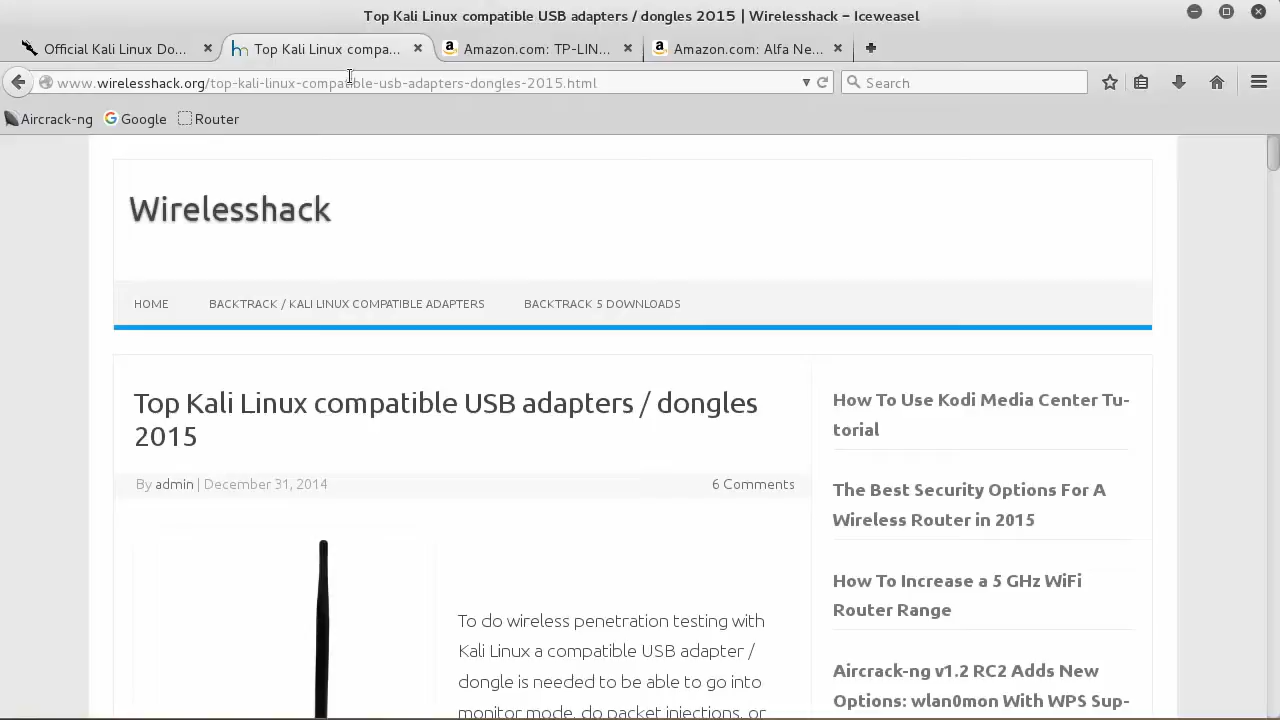 Top Kali Linux compatible USB adapters / dongles 2015 | Wirelesshack - Iceweasel
Official Kali Linux Do...
Top Kali Linux compa...
Amazon.com: TP-LIN...
Amazon.com: Alfa Ne...
www.wirelesshack.org/top-kali-linux-compatible-usb-adapters-dongles-2015.html
Search
Aircrack-ng
Google
Router
Wirelesshack
HOME
BACKTRACK / KALI LINUX COMPATIBLE ADAPTERS
BACKTRACK 5 DOWNLOADS
Top Kali Linux compatible USB adapters / dongles
2015
By admin | December 31, 2014
6 Comments
To do wireless penetration testing with
Kali Linux a compatible USB adapter /
dongle is needed to be able to go into
monitor mode, do packet injections, or
How To Use Kodi Media Center Tu-
torial
The Best Security Options For A
Wireless Router in 2015
How To Increase a 5 GHz WiFi
Router Range
Aircrack-ng v1.2 RC2 Adds New
Options: wlan0mon With WPS Sup-